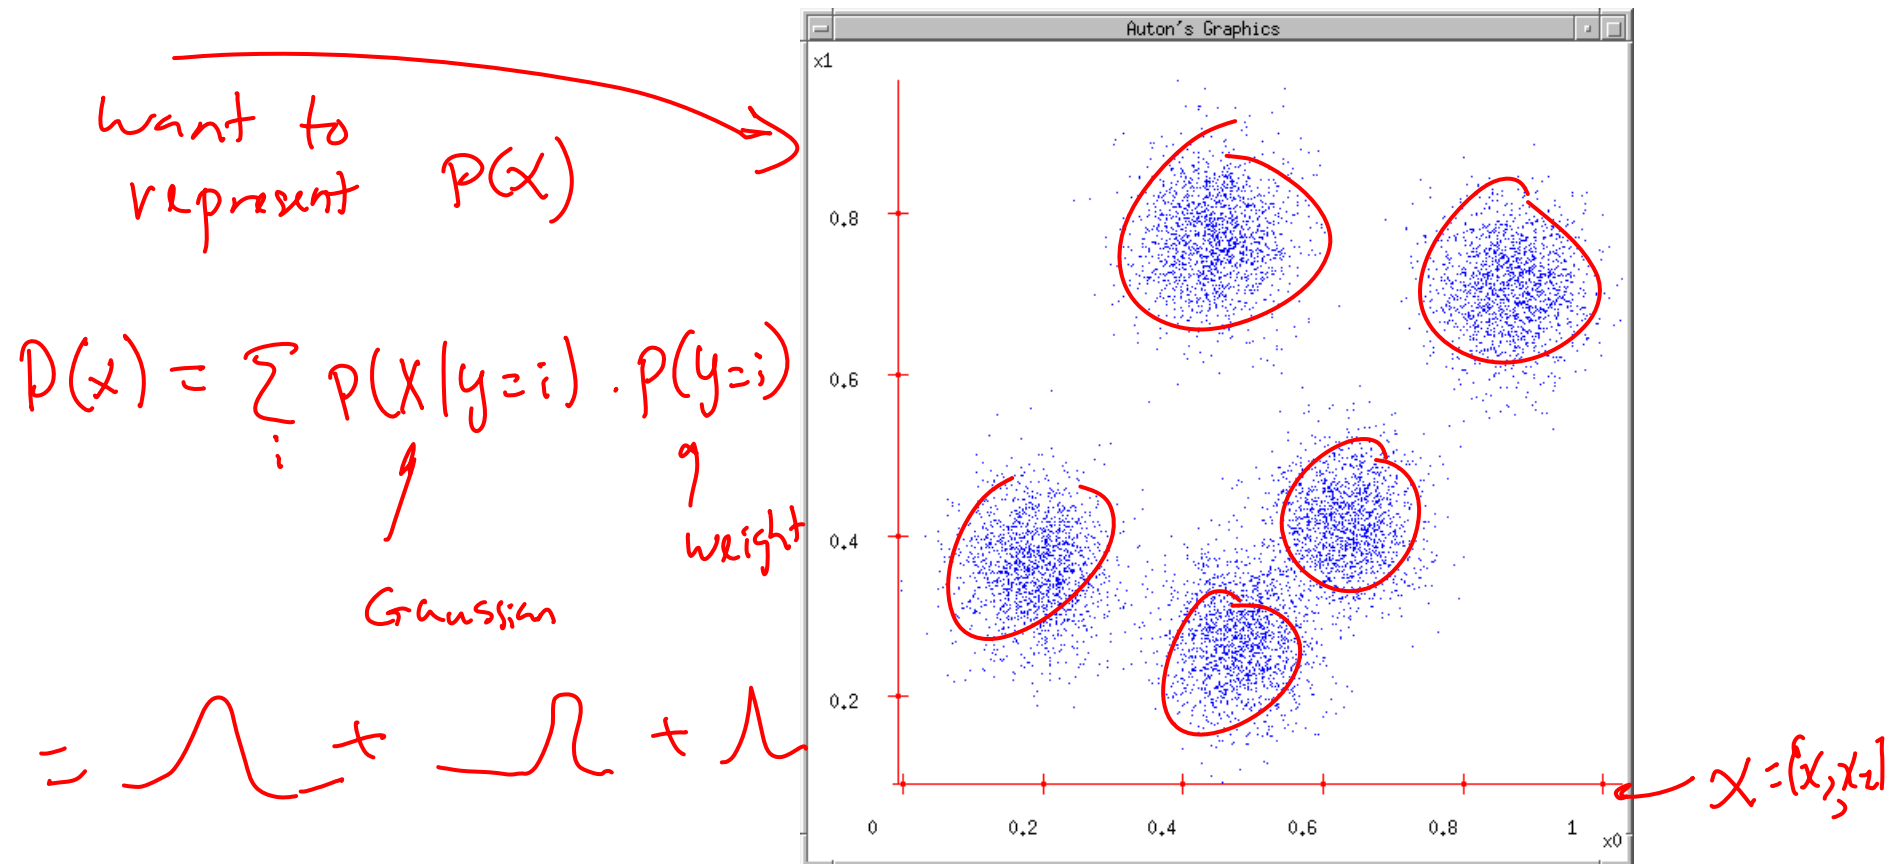 Auton's Graphics
x1
want to
represent P(X)
0.8
P(x) = Σ p(X|y=i) . p(y=i)
i
0.6
weight
0.4
Gaussian
0.2
= + +
x = [x, x2]
0 0.2 0.4 0.6 0.8 1
x0